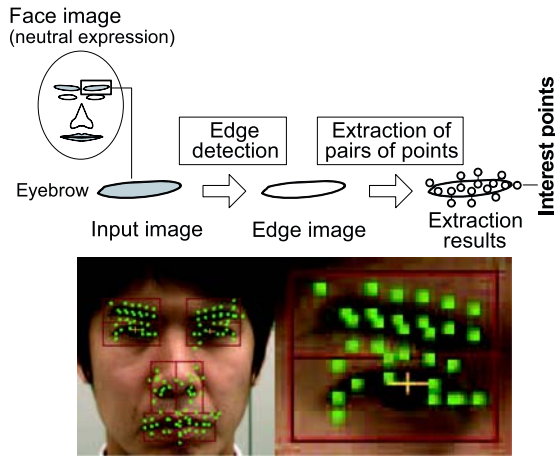 Face image
(neutral expression)
Edge
detection
Extraction of
pairs of points
Eyebrow
Input image
Edge image
Extraction
results
Interest points